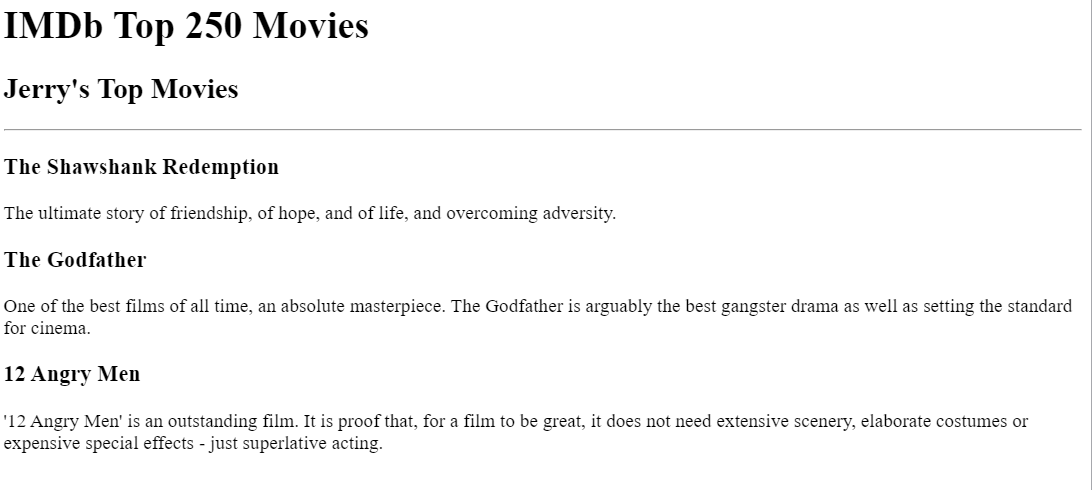 IMDb Top 250 Movies
Jerry's Top Movies
The Shawshank Redemption
The ultimate story of friendship, of hope, and of life, and overcoming adversity.
The Godfather
One of the best films of all time, an absolute masterpiece. The Godfather is arguably the best gangster drama as well as setting the standard
for cinema.
12 Angry Men
'12 Angry Men' is an outstanding film. It is proof that, for a film to be great, it does not need extensive scenery, elaborate costumes or
expensive special effects - just superlative acting.